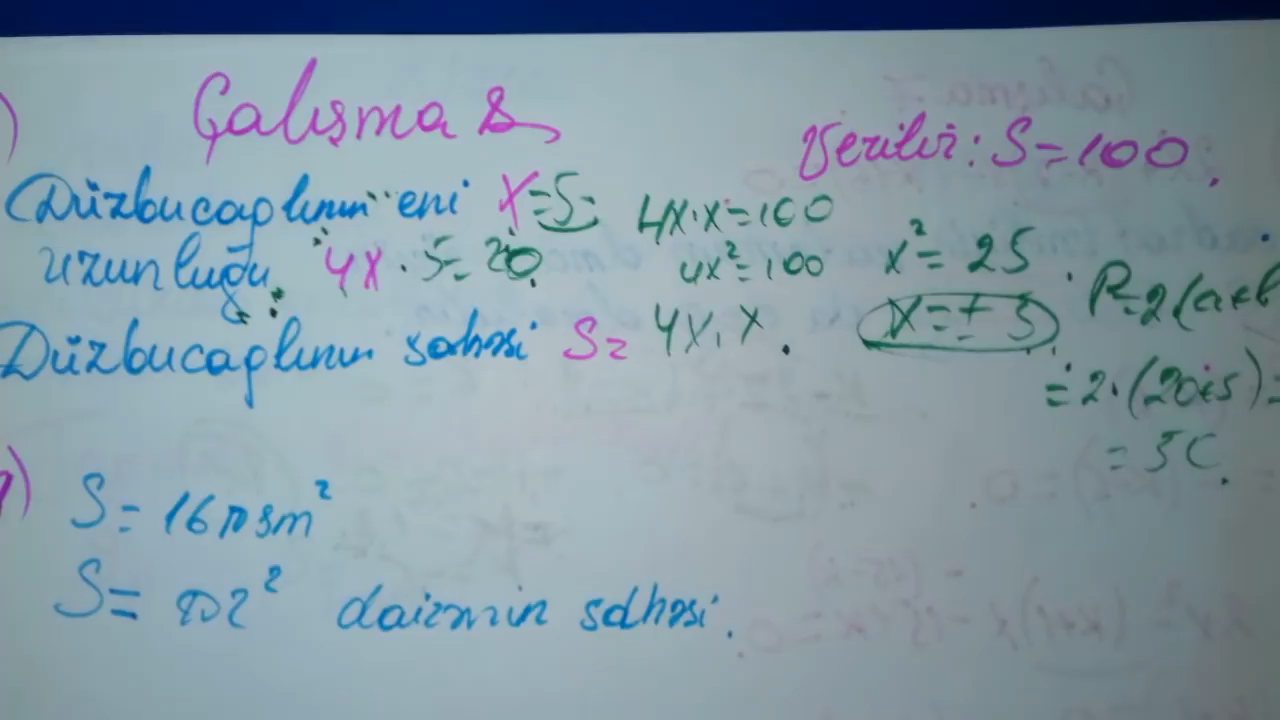 Çalışma 8
Verilir: S=100.
Düzbucaqlının eni X=5. 4X·X=100
uzunluğu 4X·5=20 4x²=100 x²=25
Düzbucaqlının sahəsi S= 4X·X. X=±5
P=2(a+b
=2·(20+5)=
=50.
S=16π sm²
S=πr² dairənin sahəsi.